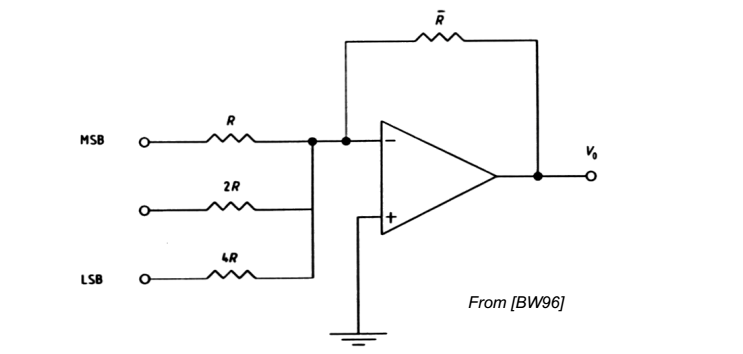 R̄
R
MSB
−
V₀
2R
+
4R
LSB
From [BW96]